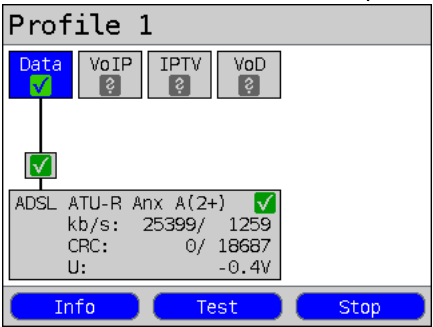 Profile 1
Data VoIP IPTV VoD
? ? ?
ADSL ATU-R Anx A(2+)
kb/s: 25399/ 1259
CRC: 0/ 18687
U: -0.4V
Info Test Stop